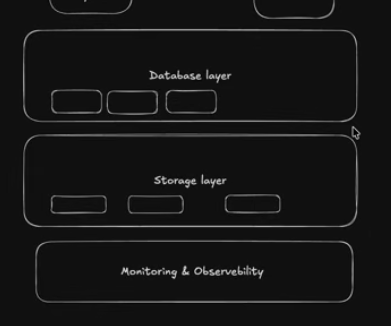 Database layer
Storage layer
Monitoring & Observebility